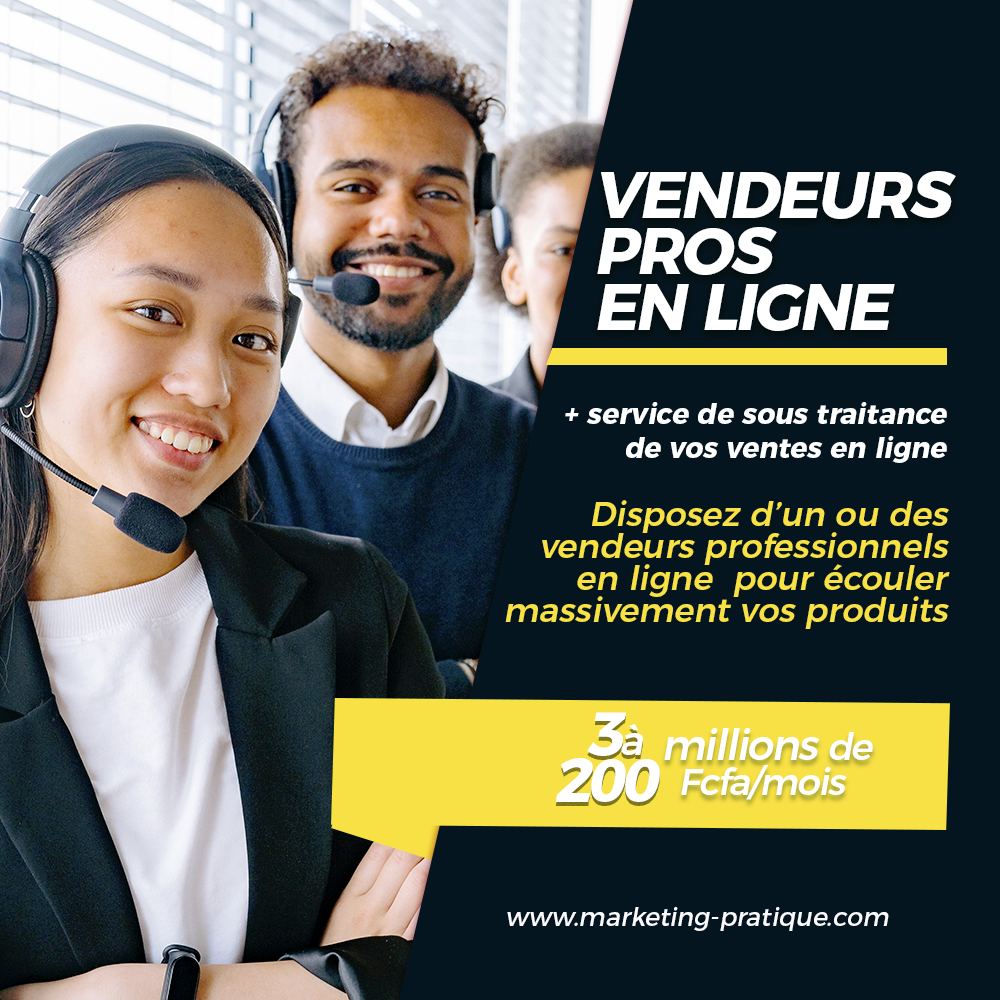 VENDEURS
PROS
EN LIGNE
+ service de sous traitance
de vos ventes en ligne
Disposez d’un ou des
vendeurs professionnels
en ligne pour écouler
massivement vos produits
3à
200
millions de
Fcfa/mois
www.marketing-pratique.com